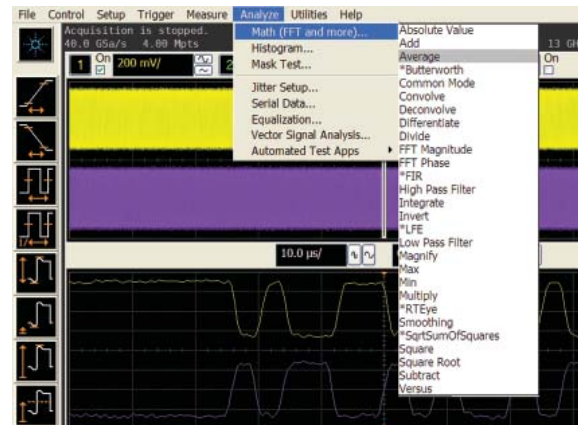 File Control Setup Trigger Measure Analyze Utilities Help
Acquisition is stopped.
40.0 GSa/s 4.00 Mpts
1 On 200 mV/ 2
Math (FFT and more)...
Histogram...
Mask Test...
Jitter Setup...
Serial Data...
Equalization...
Vector Signal Analysis...
Automated Test Apps
Absolute Value
Add
Average
*Butterworth
Common Mode
Convolve
Deconvolve
Differentiate
Divide
FFT Magnitude
FFT Phase
*FIR
High Pass Filter
Integrate
Invert
*LFE
Low Pass Filter
Magnify
Max
Min
Multiply
*RTEye
Smoothing
*SqrtSumOfSquares
Square
Square Root
Subtract
Versus
13 GH
On
10.0 µs/
1/